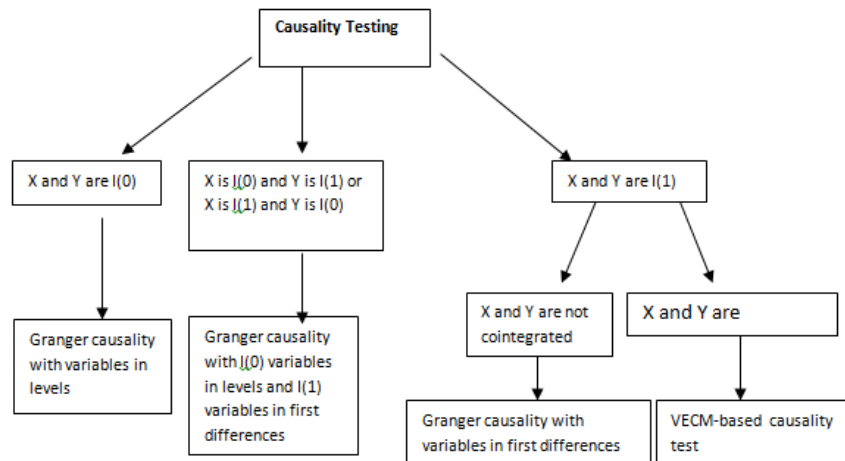 Causality Testing
X and Y are I(0)
X is I(0) and Y is I(1) or
X is I(1) and Y is I(0)
X and Y are I(1)
X and Y are not
cointegrated
X and Y are
Granger causality
with variables in
levels
Granger causality
with I(0) variables
in levels and I(1)
variables in first
differences
Granger causality with
variables in first differences
VECM-based causality
test